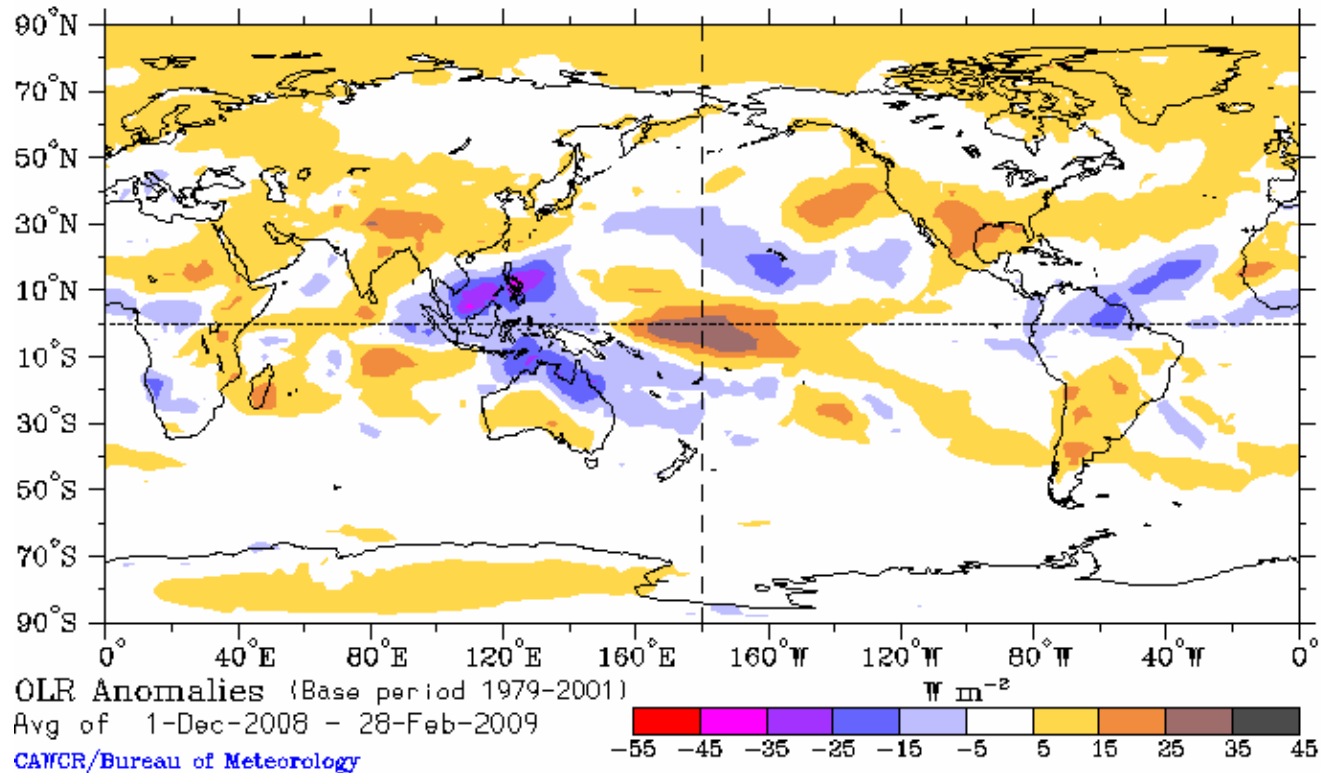 90°N
70°N
50°N
30°N
10°N
0°
10°S
30°S
50°S
70°S
90°S
0° 40°E 80°E 120°E 160°E 160°W 120°W 80°W 40°W 0°
OLR Anomalies (Base period 1979-2001)
W m⁻²
Avg of 1-Dec-2008 - 28-Feb-2009
-55 -45 -35 -25 -15 -5 5 15 25 35 45
CAWCR/Bureau of Meteorology